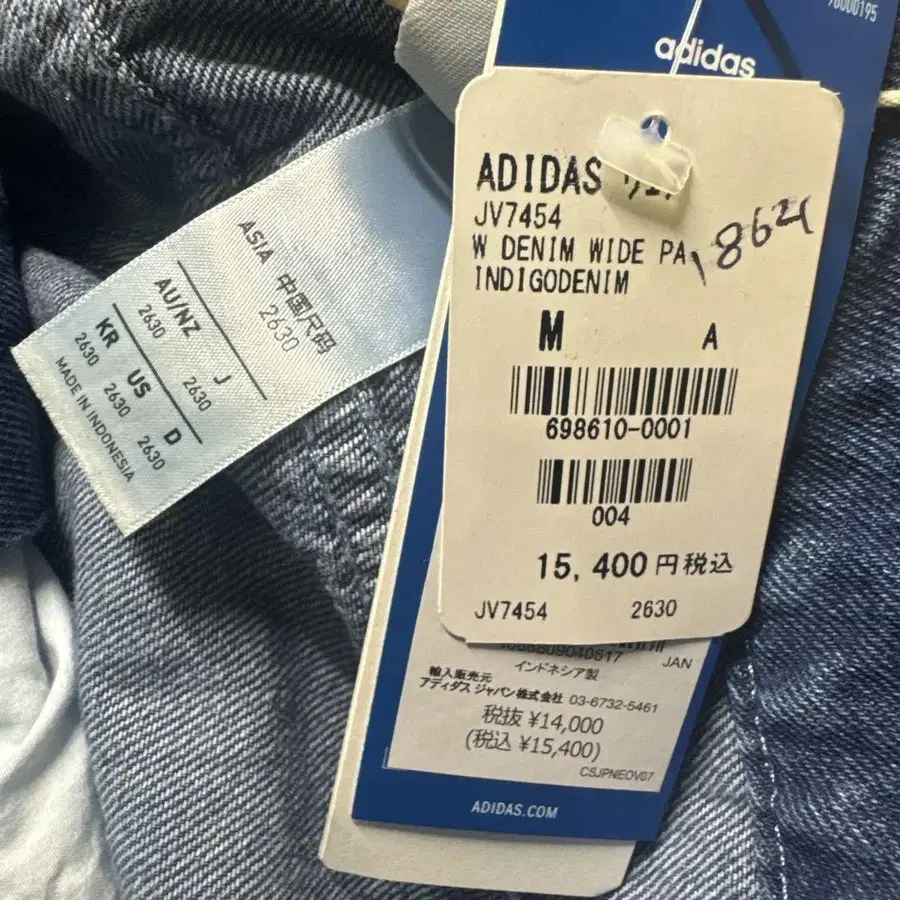 adidas
ADIDAS ウェア
JV7454
W DENIM WIDE PA
INDIGODENIM
18641
M A
698610-0001
004
15,400円税込
JV7454 2630
JAN
インドネシア製
輸入販売元
アディダス ジャパン株式会社 03-6732-5461
税抜 ¥14,000
(税込 ¥15,400)
CSJPNEOV07
ADIDAS.COM
ASIA 中国尺码
2630
AU/NZ J
2630 2630
KR US D
2630 2630 2630
MADE IN INDONESIA